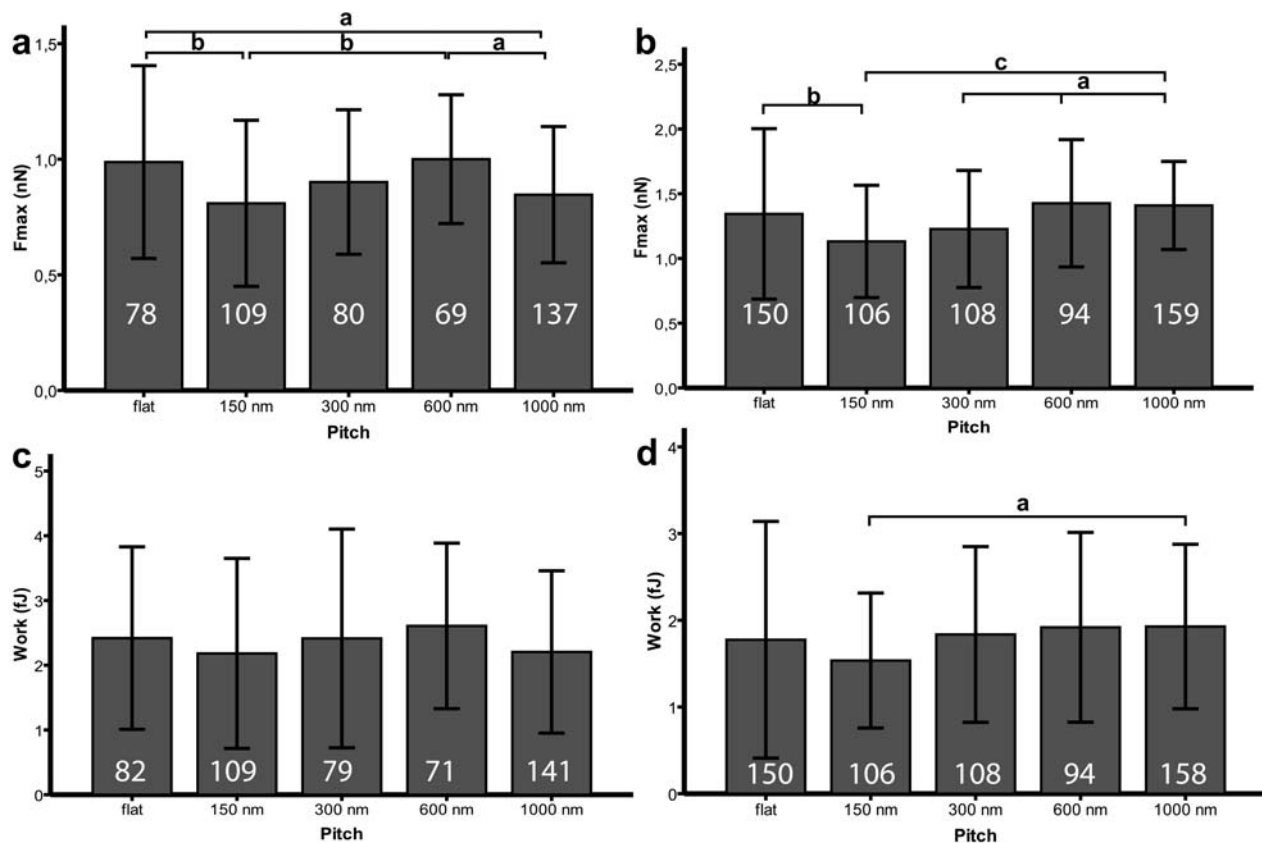 a
a
b
b
a
1,5
1,0
0,5
0,0
Fmax (nN)
78
109
80
69
137
flat
150 nm
300 nm
600 nm
1000 nm
Pitch
b
c
a
b
2,5
2,0
1,5
1,0
0,5
0,0
Fmax (nN)
150
106
108
94
159
flat
150 nm
300 nm
600 nm
1000 nm
Pitch
c
5
4
3
2
1
0
Work (fJ)
82
109
79
71
141
flat
150 nm
300 nm
600 nm
1000 nm
Pitch
d
a
4
3
2
1
0
Work (fJ)
150
106
108
94
158
flat
150 nm
300 nm
600 nm
1000 nm
Pitch